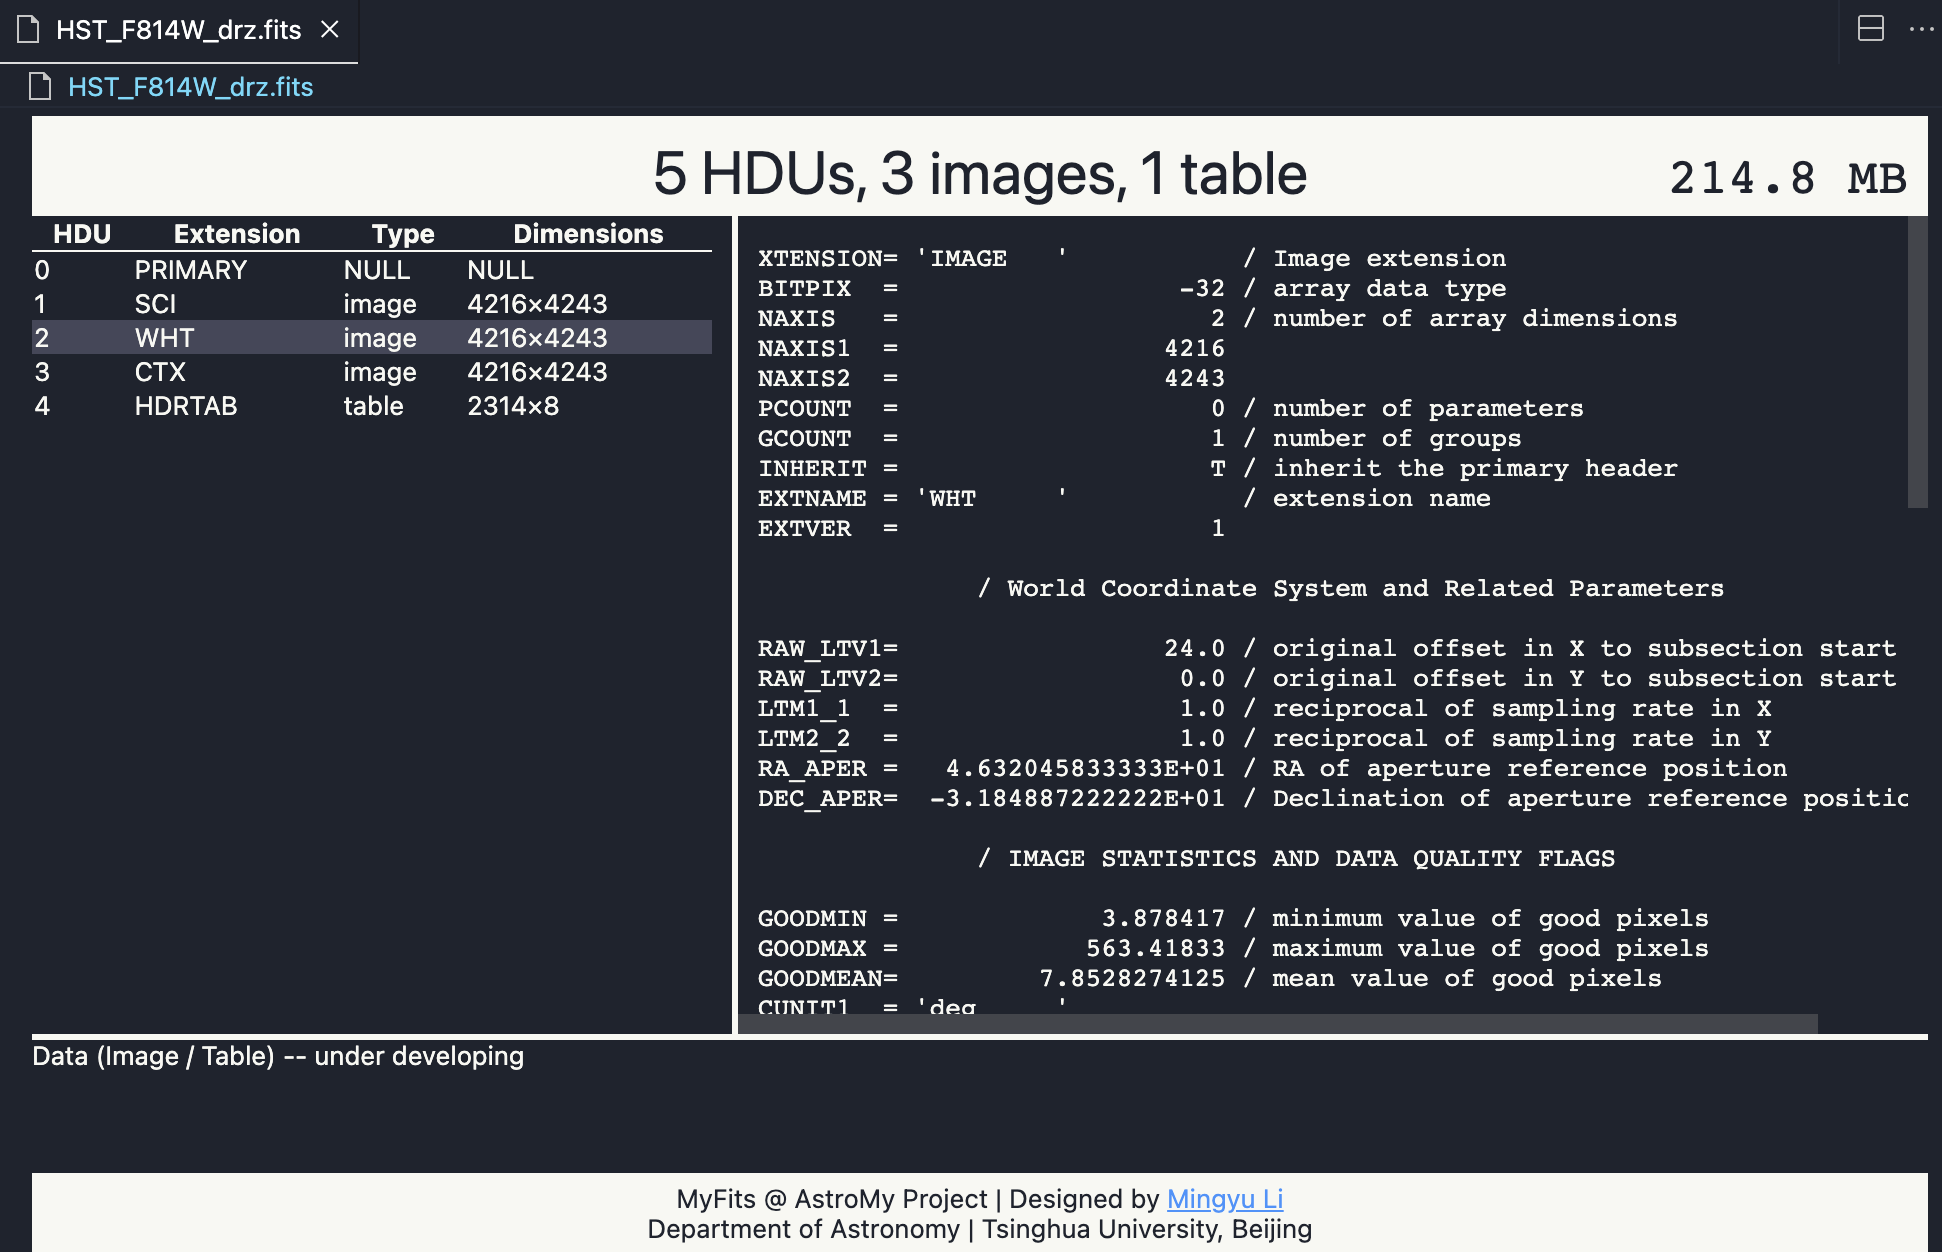 HST_F814W_drz.fits
HST_F814W_drz.fits
5 HDUs, 3 images, 1 table 214.8 MB
HDU Extension Type Dimensions
0 PRIMARY NULL NULL
1 SCI image 4216×4243
2 WHT image 4216×4243
3 CTX image 4216×4243
4 HDRTAB table 2314×8
XTENSION= 'IMAGE   '           / Image extension
BITPIX  =                  -32 / array data type
NAXIS   =                    2 / number of array dimensions
NAXIS1  =                 4216
NAXIS2  =                 4243
PCOUNT  =                    0 / number of parameters
GCOUNT  =                    1 / number of groups
INHERIT =                    T / inherit the primary header
EXTNAME = 'WHT     '           / extension name
EXTVER  =                    1
/ World Coordinate System and Related Parameters
RAW_LTV1=                 24.0 / original offset in X to subsection start
RAW_LTV2=                  0.0 / original offset in Y to subsection start
LTM1_1  =                  1.0 / reciprocal of sampling rate in X
LTM2_2  =                  1.0 / reciprocal of sampling rate in Y
RA_APER =   4.632045833333E+01 / RA of aperture reference position
DEC_APER=  -3.184887222222E+01 / Declination of aperture reference positio
/ IMAGE STATISTICS AND DATA QUALITY FLAGS
GOODMIN =             3.878417 / minimum value of good pixels
GOODMAX =            563.41833 / maximum value of good pixels
GOODMEAN=         7.8528274125 / mean value of good pixels
CUNIT1  = 'deg     '
Data (Image / Table) -- under developing
MyFits @ AstroMy Project | Designed by Mingyu Li
Department of Astronomy | Tsinghua University, Beijing